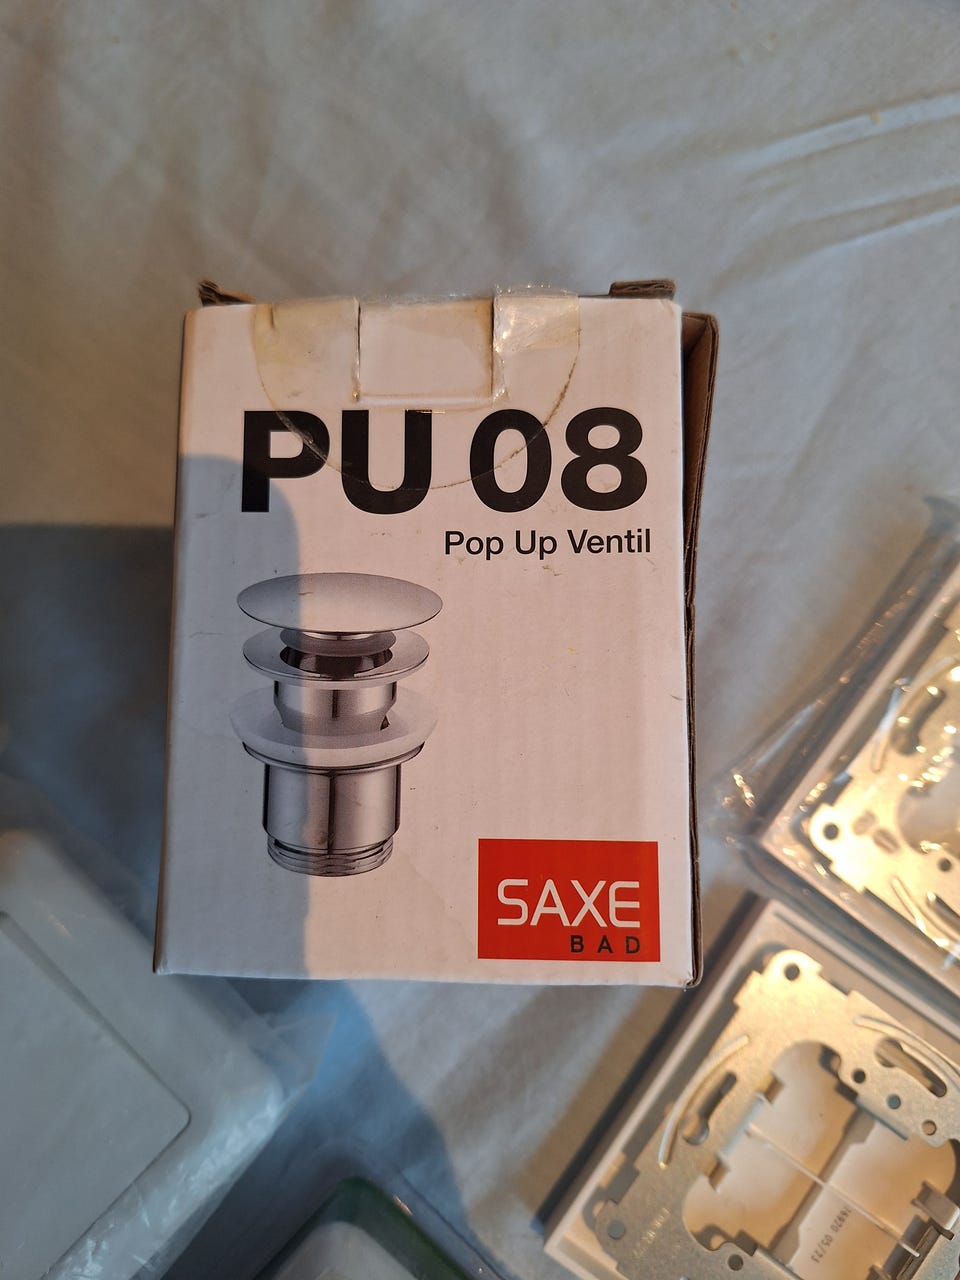 PU 08
Pop Up Ventil
SAXE
BAD